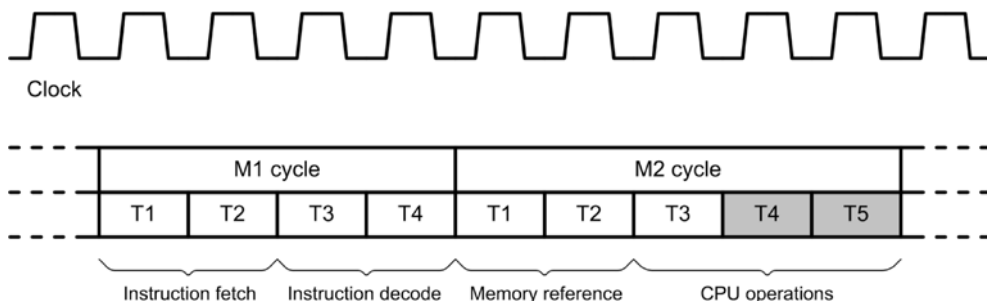 Clock
M1 cycle M2 cycle
T1 T2 T3 T4 T1 T2 T3 T4 T5
Instruction fetch Instruction decode Memory reference CPU operations